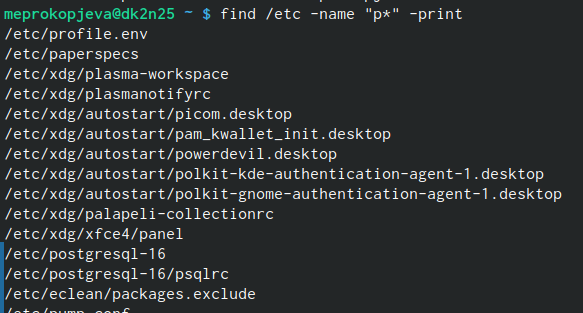 meprokopjeva@dk2n25 ~ $ find /etc -name "p*" -print
/etc/profile.env
/etc/paperspecs
/etc/xdg/plasma-workspace
/etc/xdg/plasmanotifyrc
/etc/xdg/autostart/picom.desktop
/etc/xdg/autostart/pam_kwallet_init.desktop
/etc/xdg/autostart/powerdevil.desktop
/etc/xdg/autostart/polkit-kde-authentication-agent-1.desktop
/etc/xdg/autostart/polkit-gnome-authentication-agent-1.desktop
/etc/xdg/palapeli-collectionrc
/etc/xdg/xfce4/panel
/etc/postgresql-16
/etc/postgresql-16/psqlrc
/etc/eclean/packages.exclude